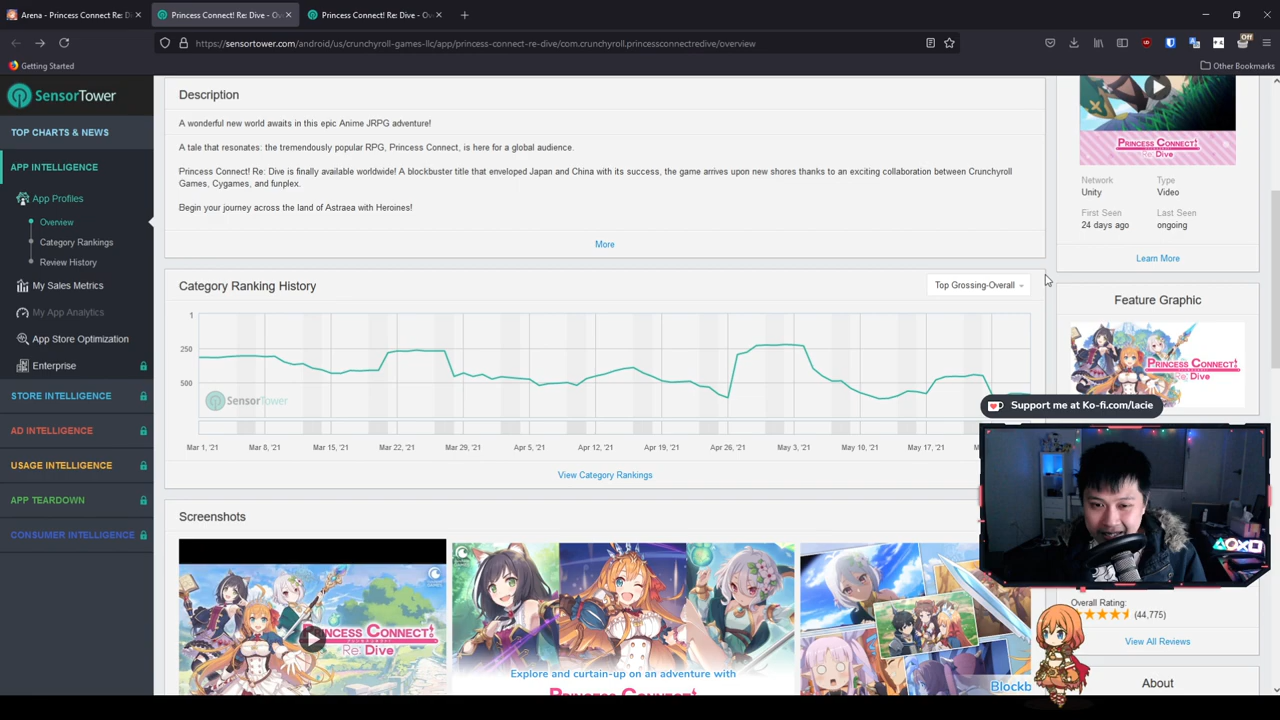 Arena - Princess Connect! Re: Dive
Princess Connect! Re: Dive - Ov
Princess Connect! Re: Dive - Ov
https://sensortower.com/android/us/crunchyroll-games-llc/app/princess-connect-re-dive/com.crunchyroll.princessconnectredive/overview
Off
Getting Started
Other Bookmarks
SensorTower
TOP CHARTS & NEWS
APP INTELLIGENCE
App Profiles
Overview
Category Rankings
Review History
My Sales Metrics
My App Analytics
App Store Optimization
Enterprise
STORE INTELLIGENCE
AD INTELLIGENCE
USAGE INTELLIGENCE
APP TEARDOWN
CONSUMER INTELLIGENCE
Description
A wonderful new world awaits in this epic Anime JRPG adventure!
A tale that resonates: the tremendously popular RPG, Princess Connect, is here for a global audience.
Princess Connect! Re: Dive is finally available worldwide! A blockbuster title that enveloped Japan and China with its success, the game arrives upon new shores thanks to an exciting collaboration between Crunchyroll
Games, Cygames, and funplex.
Begin your journey across the land of Astraea with Heroines!
More
Category Ranking History
Top Grossing-Overall
1
250
500
SensorTower
Mar 1, '21
Mar 8, '21
Mar 15, '21
Mar 22, '21
Mar 29, '21
Apr 5, '21
Apr 12, '21
Apr 19, '21
Apr 26, '21
May 3, '21
May 10, '21
May 17, '21
View Category Rankings
Screenshots
PRINCESS CONNECT!
Re: Dive
Explore and curtain-up on an adventure with
PRINCESS CONNECT!
Blockb
PRINCESS CONNECT!
Re: Dive
Network
Unity
Type
Video
First Seen
24 days ago
Last Seen
ongoing
Learn More
Feature Graphic
PRINCESS CONNECT!
Re: Dive
Support me at Ko-fi.com/lacie
Overall Rating:
(44,775)
View All Reviews
About